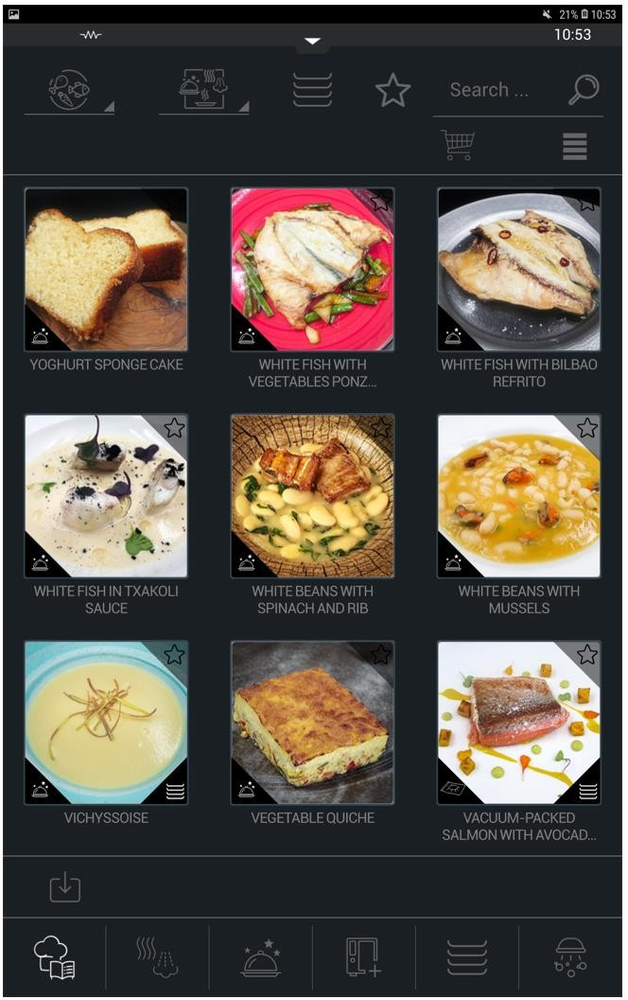 21% 10:53
10:53
Search ...
YOGHURT SPONGE CAKE
WHITE FISH WITH
VEGETABLES PONZ...
WHITE FISH WITH BILBAO
REFRITO
WHITE FISH IN TXAKOLI
SAUCE
WHITE BEANS WITH
SPINACH AND RIB
WHITE BEANS WITH
MUSSELS
VICHYSSOISE
VEGETABLE QUICHE
VACUUM-PACKED
SALMON WITH AVOCAD...